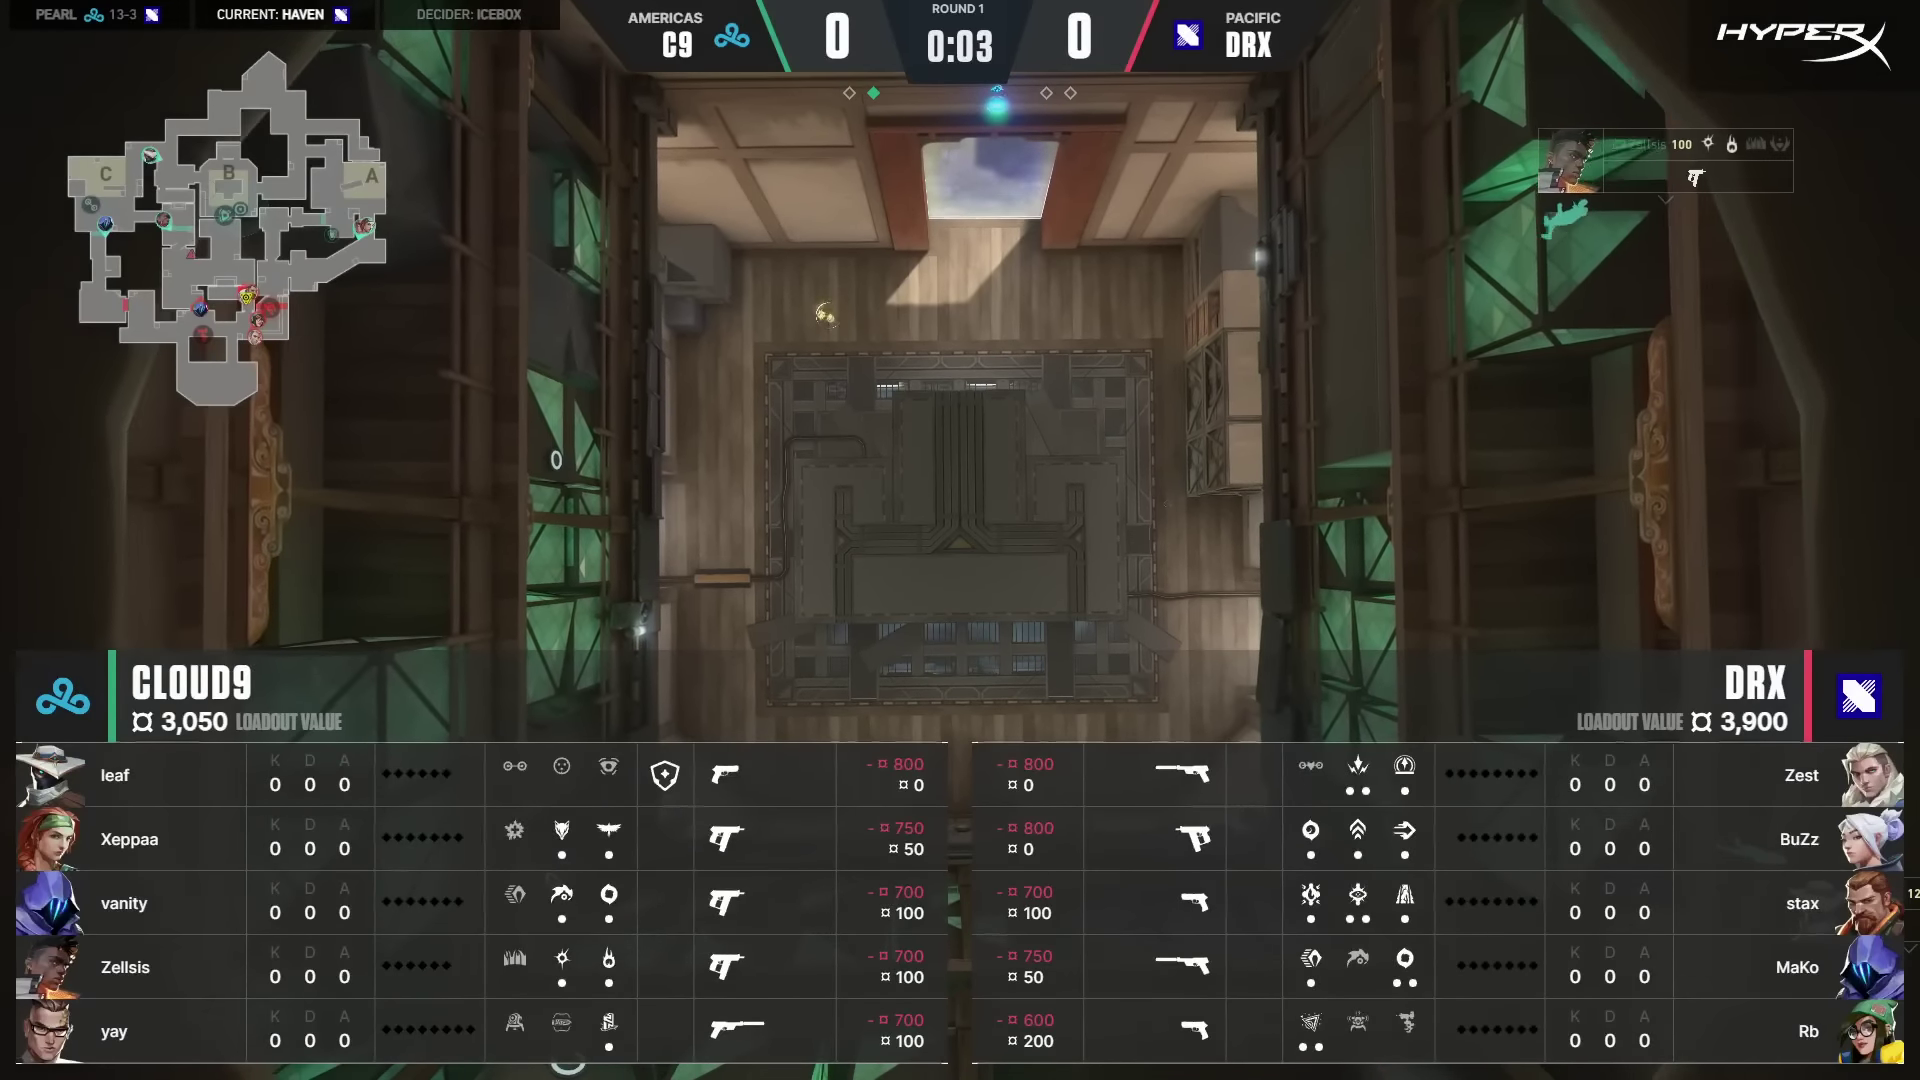 PEARL 13-3
CURRENT: HAVEN
DECIDER: ICEBOX
AMERICAS
C9
0
ROUND 1
0:03
0
PACIFIC
DRX
HYPERX
C
B
A
Zellsis 100
0
CLOUD9
3,050 LOADOUT VALUE
DRX
LOADOUT VALUE 3,900
leaf K D A 0 0 0 - 800 0
- 800 0 K D A 0 0 0 Zest
Xeppaa K D A 0 0 0 - 750 50
- 800 0 K D A 0 0 0 BuZz
vanity K D A 0 0 0 - 700 100
- 700 100 K D A 0 0 0 stax
Zellsis K D A 0 0 0 - 700 100
- 750 50 K D A 0 0 0 MaKo
yay K D A 0 0 0 - 700 100
- 600 200 K D A 0 0 0 Rb